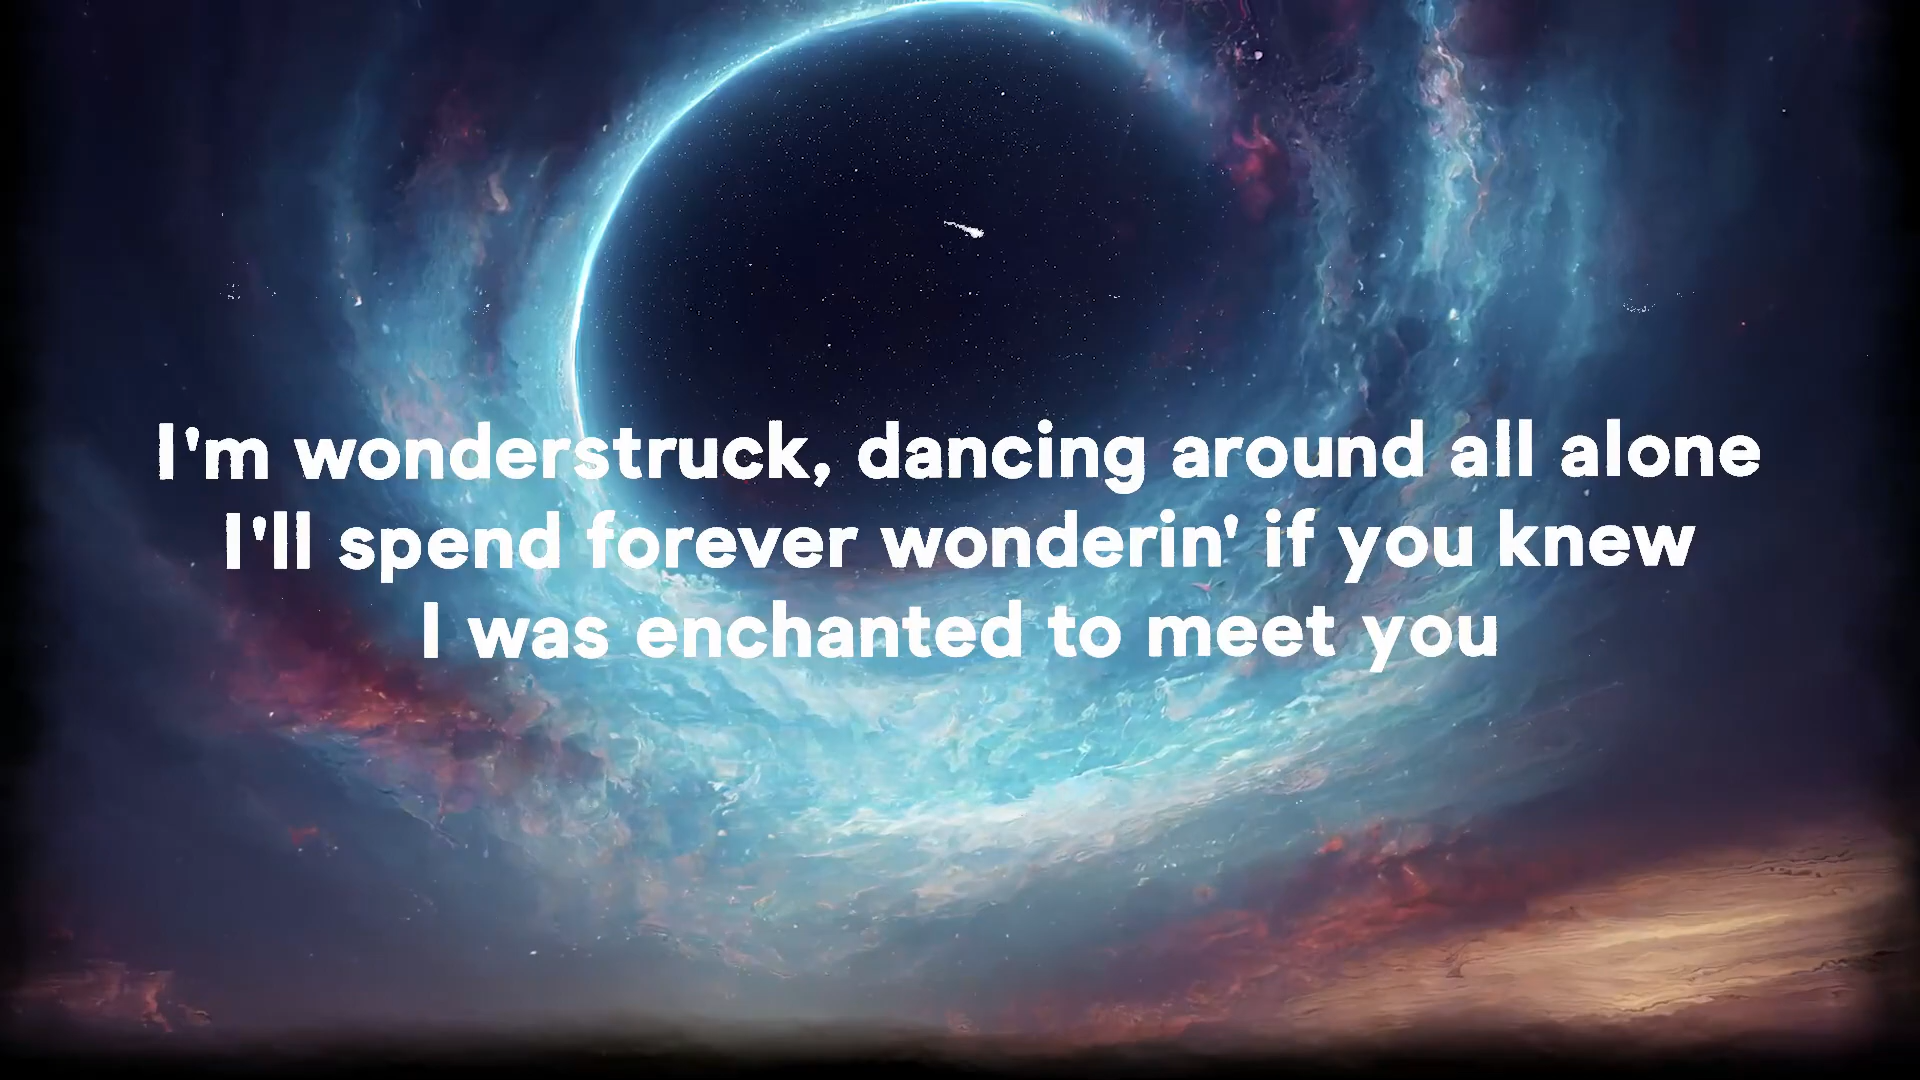 I'm wonderstruck, dancing around all alone
I'll spend forever wonderin' if you knew
I was enchanted to meet you